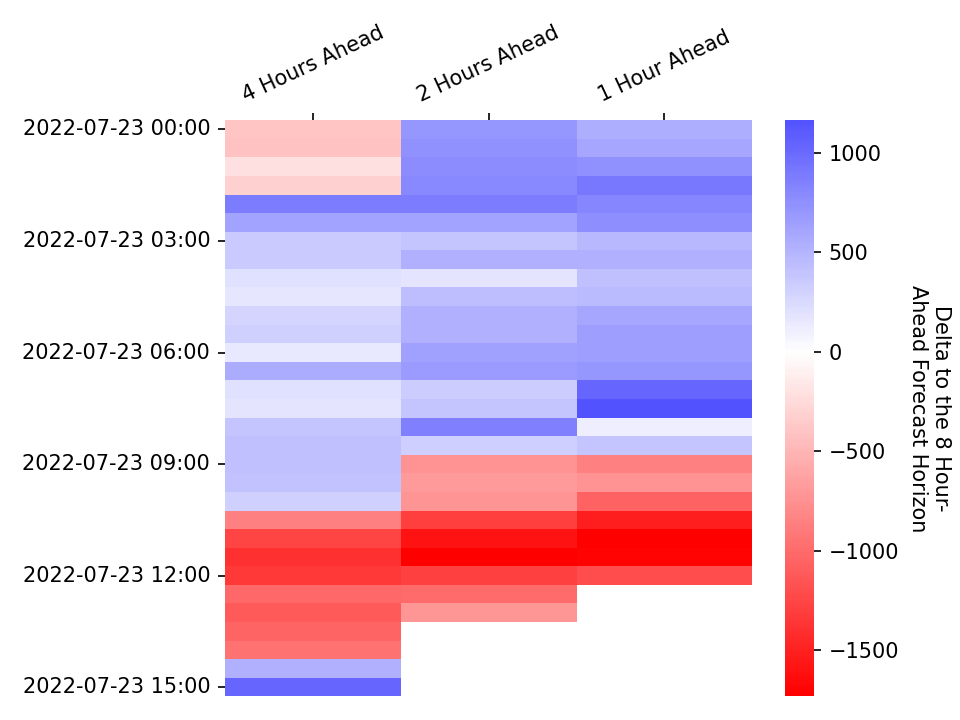 4 Hours Ahead
2 Hours Ahead
1 Hour Ahead
2022-07-23 00:00
2022-07-23 03:00
2022-07-23 06:00
2022-07-23 09:00
2022-07-23 12:00
2022-07-23 15:00
1000
500
0
−500
−1000
−1500
Delta to the 8 Hour-
Ahead Forecast Horizon